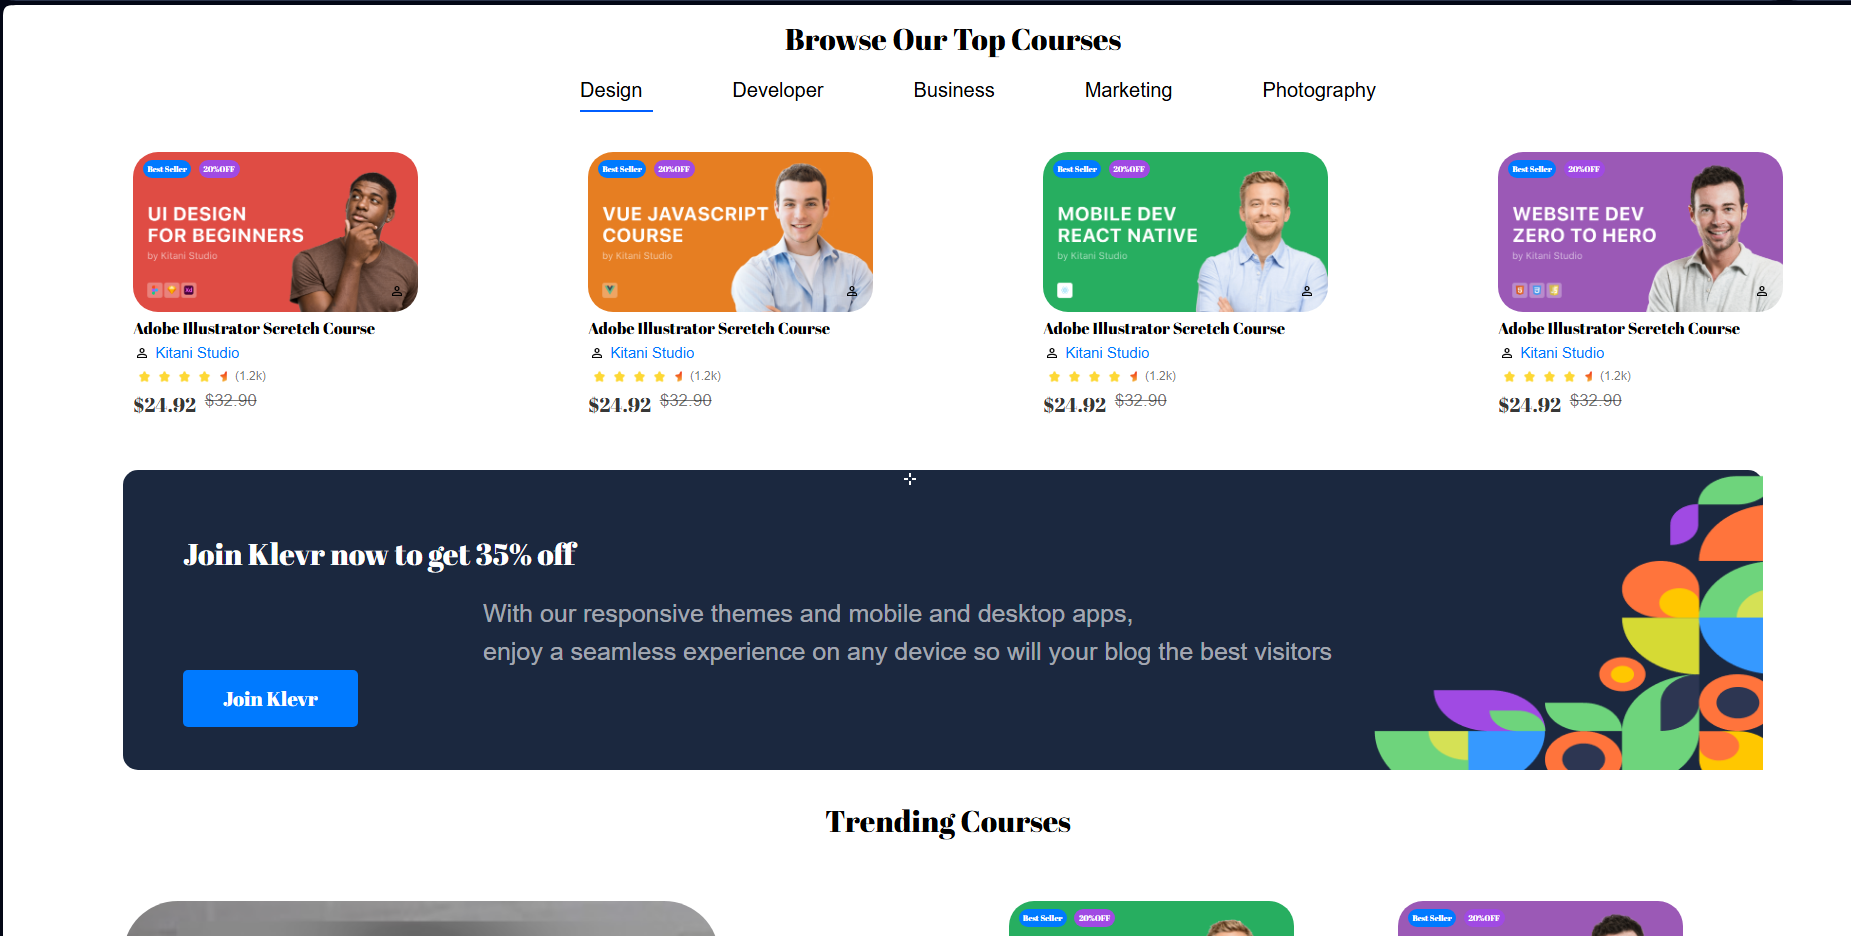 Browse Our Top Courses
Design Developer Business Marketing Photography
Best Seller 20%OFF
UI DESIGN
FOR BEGINNERS
by Kitani Studio
Xd
Adobe Illustrator Scretch Course
Kitani Studio
(1.2k)
$24.92 $32.90
Best Seller 20%OFF
VUE JAVASCRIPT
COURSE
by Kitani Studio
Adobe Illustrator Scretch Course
Kitani Studio
(1.2k)
$24.92 $32.90
Best Seller 20%OFF
MOBILE DEV
REACT NATIVE
by Kitani Studio
Adobe Illustrator Scretch Course
Kitani Studio
(1.2k)
$24.92 $32.90
Best Seller 20%OFF
WEBSITE DEV
ZERO TO HERO
by Kitani Studio
Adobe Illustrator Scretch Course
Kitani Studio
(1.2k)
$24.92 $32.90
Join Klevr now to get 35% off
With our responsive themes and mobile and desktop apps,
enjoy a seamless experience on any device so will your blog the best visitors
Join Klevr
Trending Courses
Best Seller 20%OFF
Best Seller 20%OFF